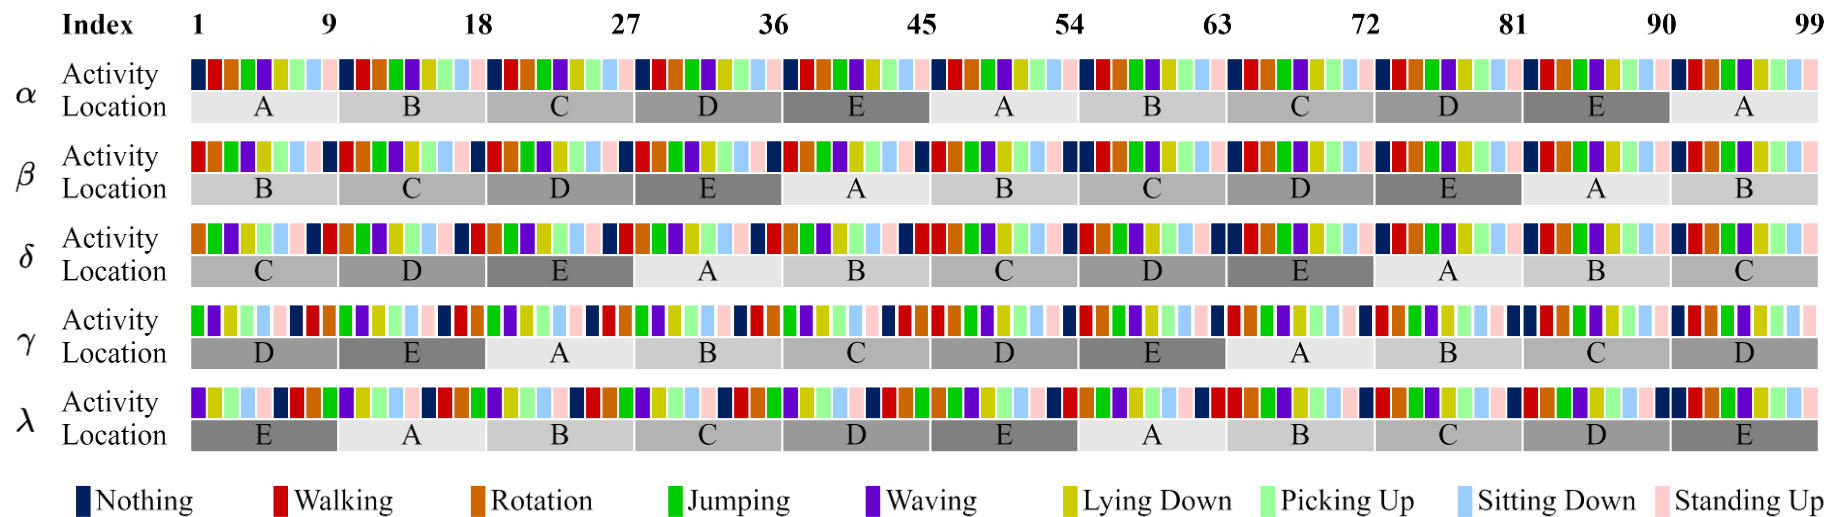 Index 1 9 18 27 36 45 54 63 72 81 90 99
α Activity
Location A B C D E A B C D E A
β Activity
Location B C D E A B C D E A B
δ Activity
Location C D E A B C D E A B C
γ Activity
Location D E A B C D E A B C D
λ Activity
Location E A B C D E A B C D E
Nothing Walking Rotation Jumping Waving Lying Down Picking Up Sitting Down Standing Up